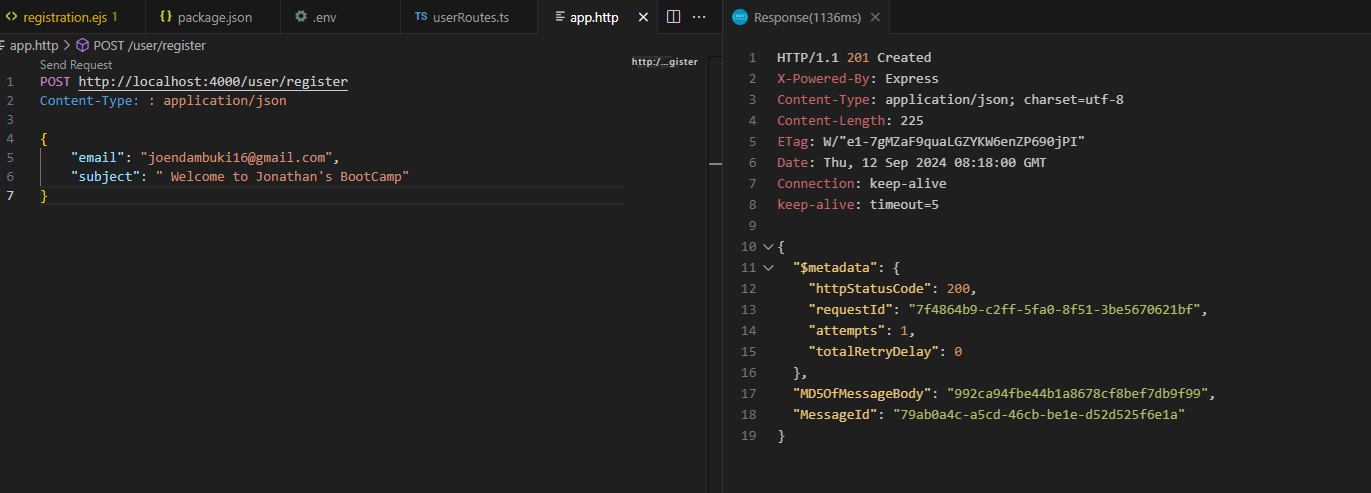 registration.ejs 1
package.json
.env
TS userRoutes.ts
app.http
Response(1136ms)
app.http > POST /user/register
Send Request
http:/...gister
1 POST http://localhost:4000/user/register
2 Content-Type: : application/json
3
4 {
5 "email": "joendambuki16@gmail.com",
6 "subject": " Welcome to Jonathan's BootCamp"
7 }
1 HTTP/1.1 201 Created
2 X-Powered-By: Express
3 Content-Type: application/json; charset=utf-8
4 Content-Length: 225
5 ETag: W/"e1-7gMZaF9quaLGZYKW6enZP690jPI"
6 Date: Thu, 12 Sep 2024 08:18:00 GMT
7 Connection: keep-alive
8 keep-alive: timeout=5
9
10 {
11 "$metadata": {
12 "httpStatusCode": 200,
13 "requestId": "7f4864b9-c2ff-5fa0-8f51-3be5670621bf",
14 "attempts": 1,
15 "totalRetryDelay": 0
16 },
17 "MD5OfMessageBody": "992ca94fbe44b1a8678cf8bef7db9f99",
18 "MessageId": "79ab0a4c-a5cd-46cb-be1e-d52d525f6e1a"
19 }